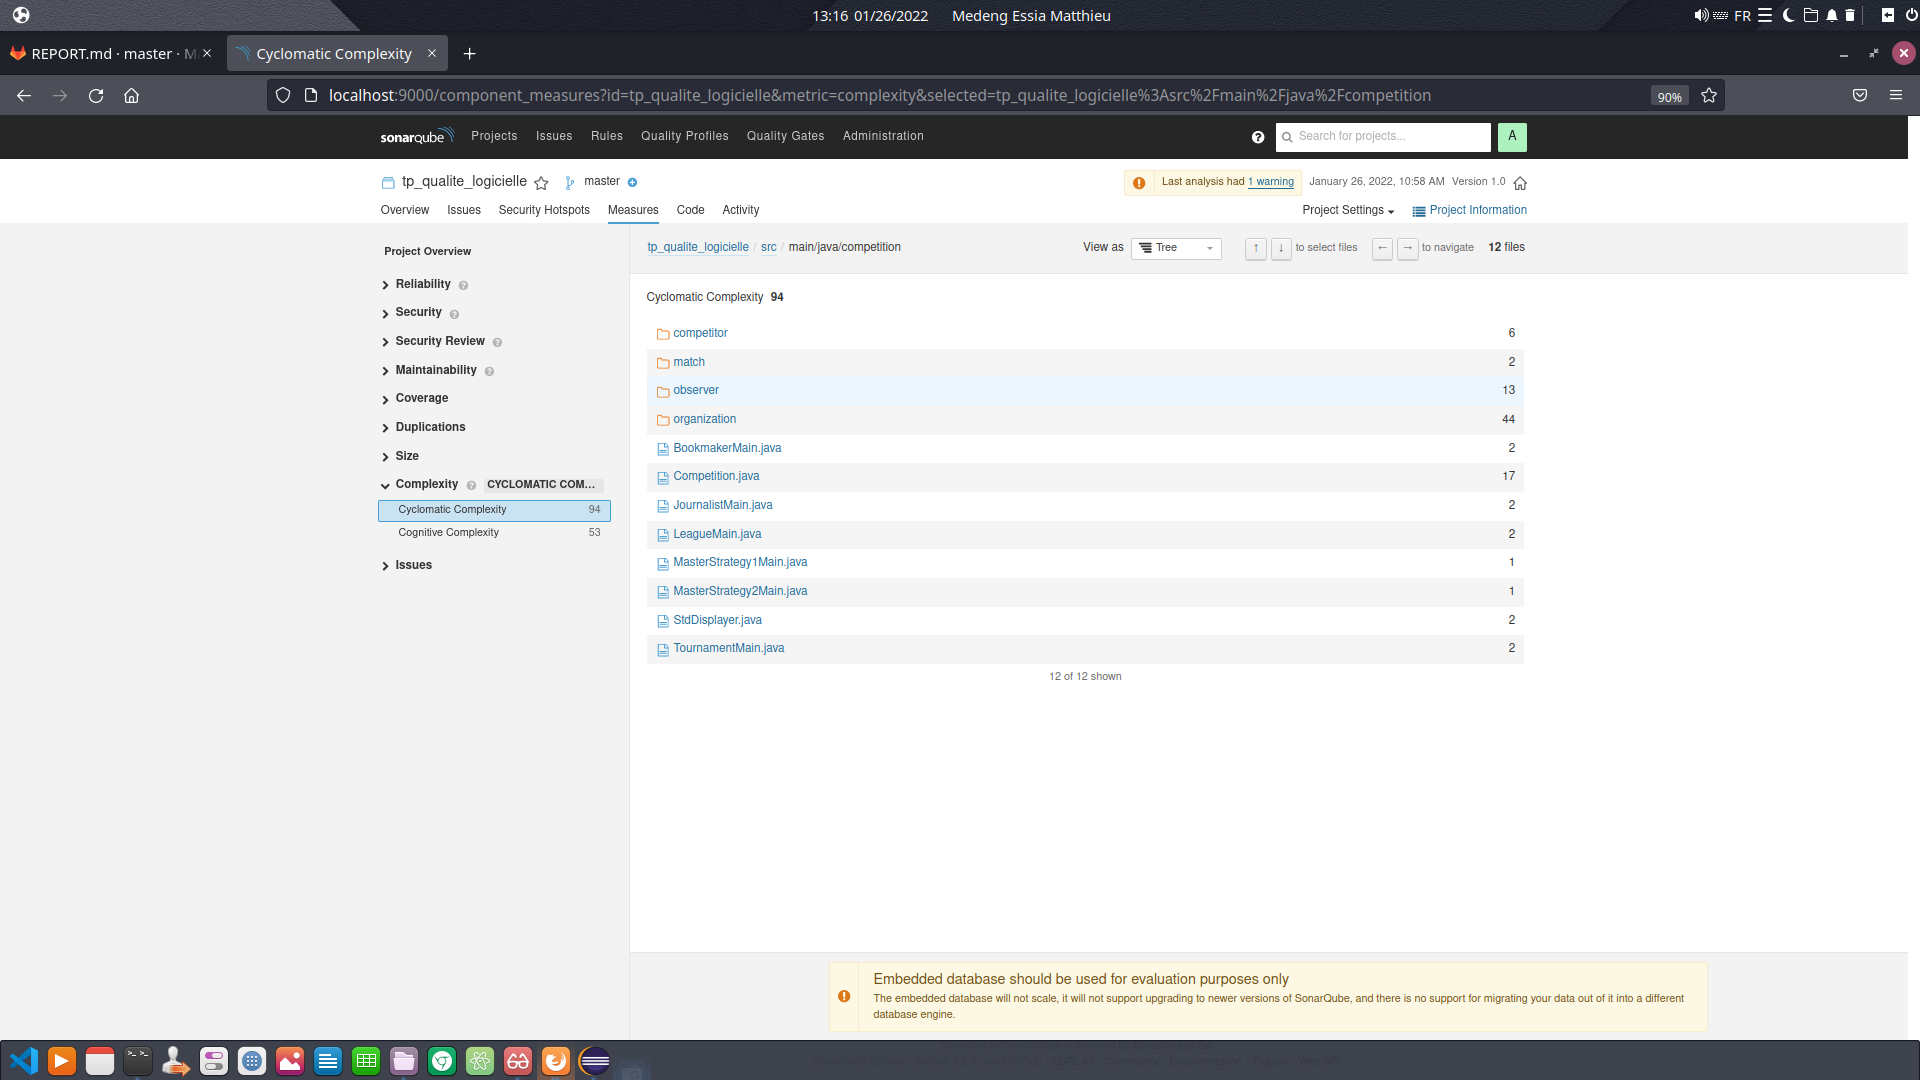 13:16 01/26/2022 Medeng Essia Matthieu
FR
REPORT.md · master · M
Cyclomatic Complexity
localhost:9000/component_measures?id=tp_qualite_logicielle&metric=complexity&selected=tp_qualite_logicielle%3Asrc%2Fmain%2Fjava%2Fcompetition
90%
sonarqube Projects Issues Rules Quality Profiles Quality Gates Administration
Search for projects...
A
tp_qualite_logicielle master
Last analysis had 1 warning January 26, 2022, 10:58 AM Version 1.0
Overview Issues Security Hotspots Measures Code Activity
Project Settings Project Information
Project Overview
Reliability
Security
Security Review
Maintainability
Coverage
Duplications
Size
Complexity CYCLOMATIC COM...
Cyclomatic Complexity 94
Cognitive Complexity 53
Issues
tp_qualite_logicielle / src / main/java/competition
View as Tree ↑ ↓ to select files ← → to navigate 12 files
Cyclomatic Complexity 94
competitor 6
match 2
observer 13
organization 44
BookmakerMain.java 2
Competition.java 17
JournalistMain.java 2
LeagueMain.java 2
MasterStrategy1Main.java 1
MasterStrategy2Main.java 1
StdDisplayer.java 2
TournamentMain.java 2
12 of 12 shown
Embedded database should be used for evaluation purposes only
The embedded database will not scale, it will not support upgrading to newer versions of SonarQube, and there is no support for migrating your data out of it into a different
database engine.